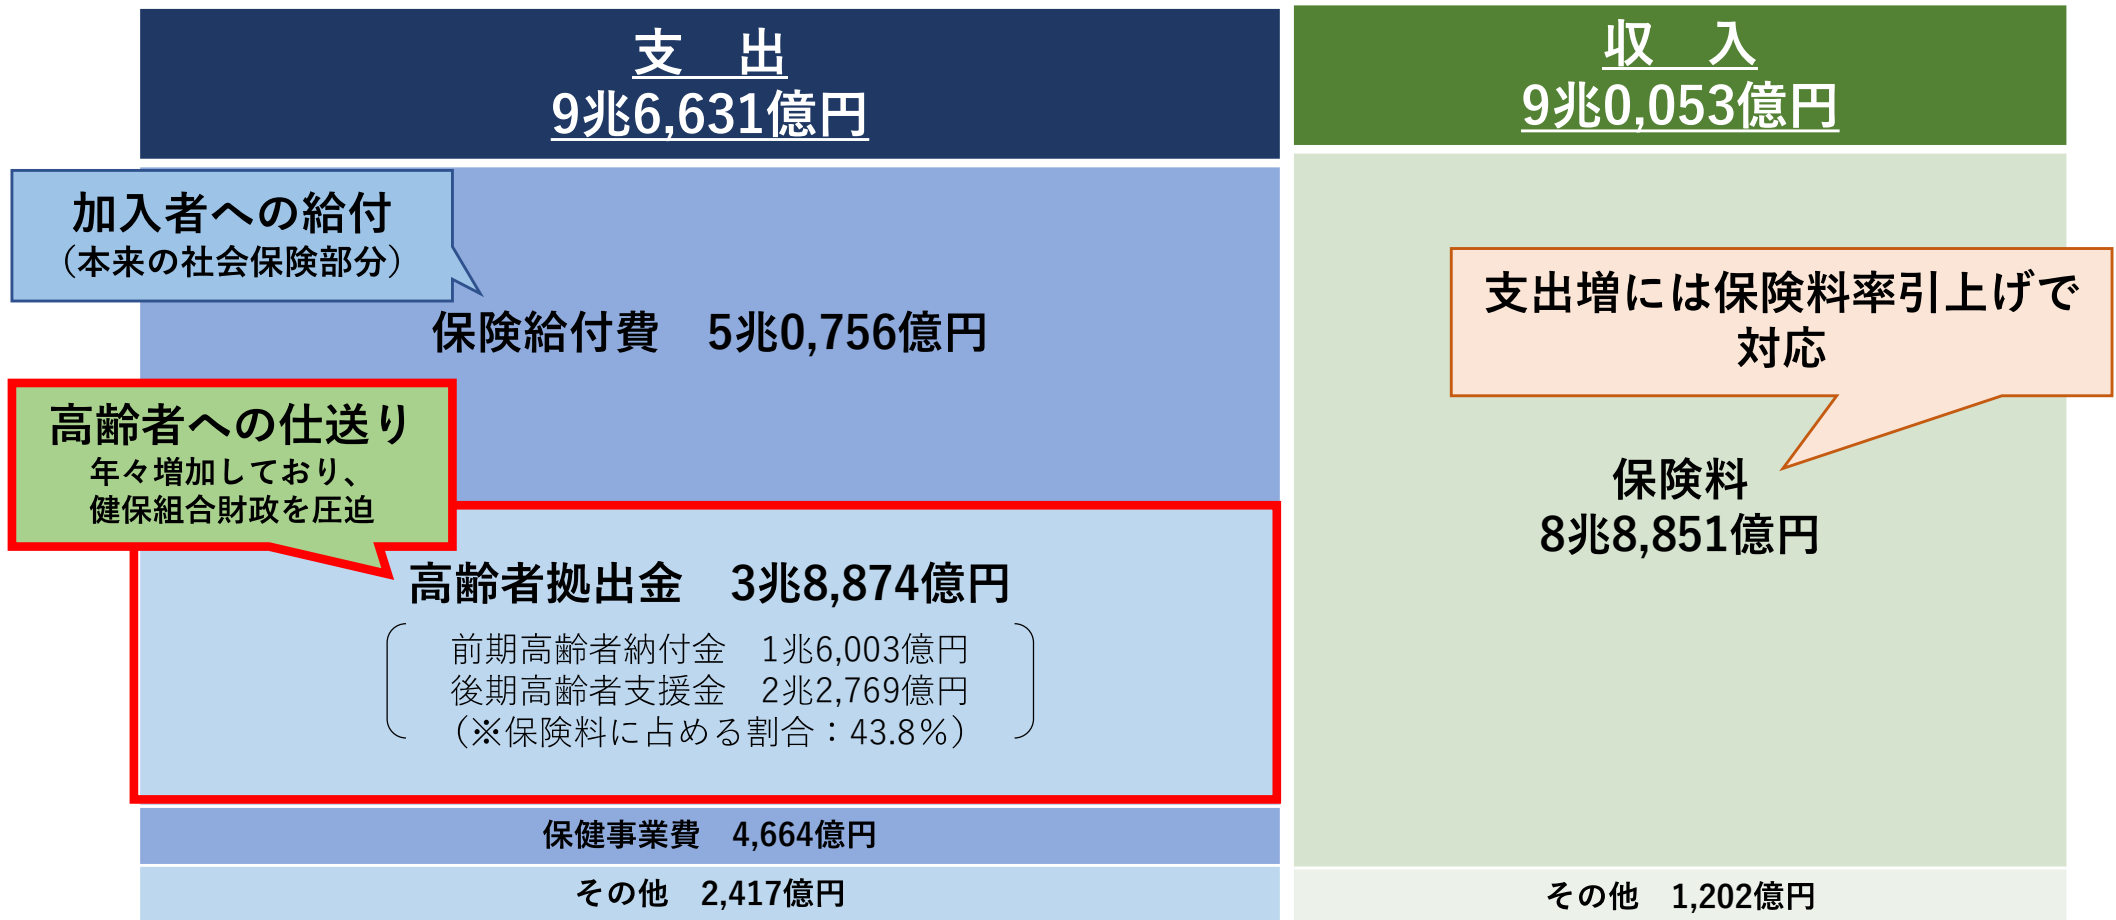 支　出
9兆6,631億円
加入者への給付
（本来の社会保険部分）
保険給付費　5兆0,756億円
高齢者への仕送り
年々増加しており、
健保組合財政を圧迫
高齢者拠出金　3兆8,874億円
前期高齢者納付金　1兆6,003億円
後期高齢者支援金　2兆2,769億円
（※保険料に占める割合：43.8％）
保健事業費　4,664億円
その他　2,417億円
収　入
9兆0,053億円
支出増には保険料率引上げで
対応
保険料
8兆8,851億円
その他　1,202億円